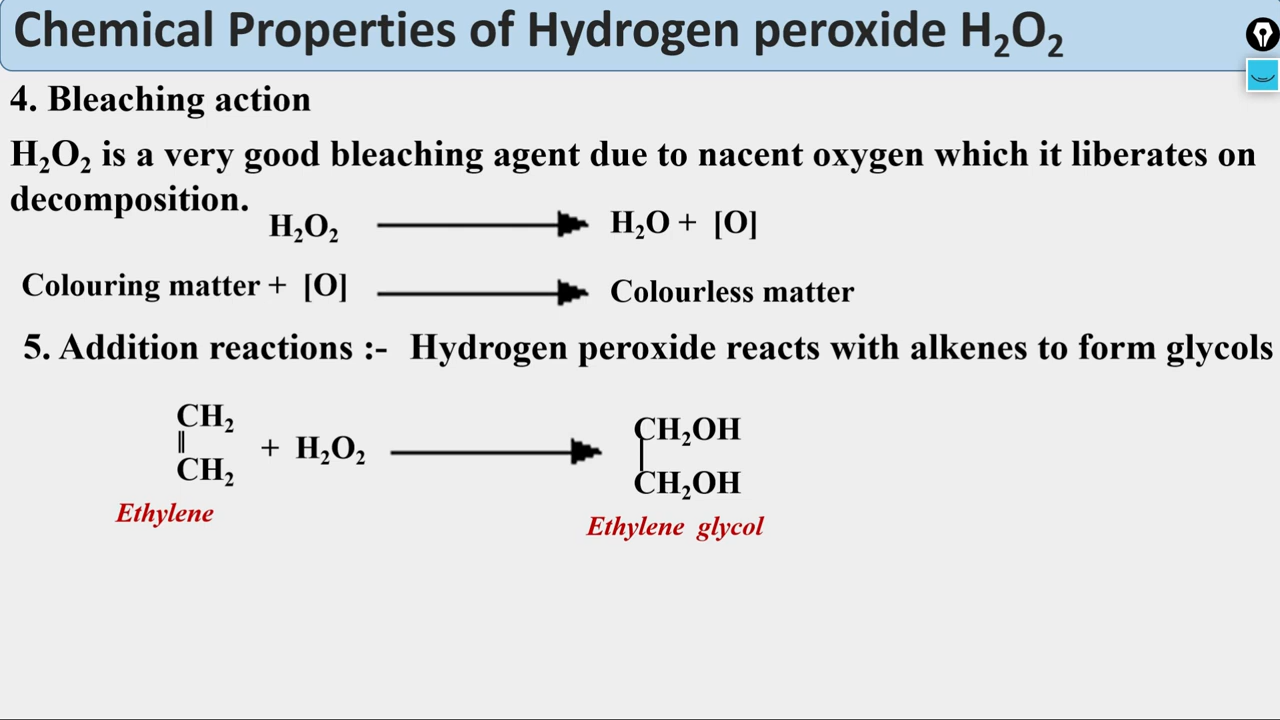 Chemical Properties of Hydrogen peroxide H₂O₂
4. Bleaching action
H₂O₂ is a very good bleaching agent due to nacent oxygen which it liberates on
decomposition.
H₂O₂ H₂O + [O]
Colouring matter + [O] Colourless matter
5. Addition reactions :- Hydrogen peroxide reacts with alkenes to form glycols
CH₂ CH₂OH
+ H₂O₂
CH₂ CH₂OH
Ethylene Ethylene glycol